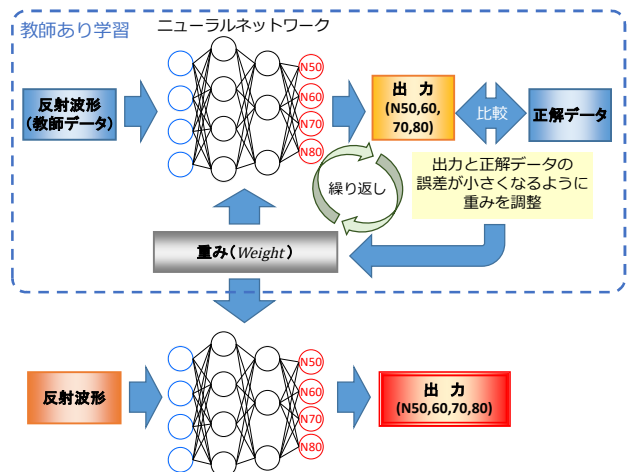 教師あり学習
ニューラルネットワーク
反射波形
(教師データ)
N50
N60
N70
N80
出 力
(N50,60,
70,80)
比較
正解データ
繰り返し
出力と正解データの
誤差が小さくなるように
重みを調整
重み(Weight)
反射波形
N50
N60
N70
N80
出 力
(N50,60,70,80)